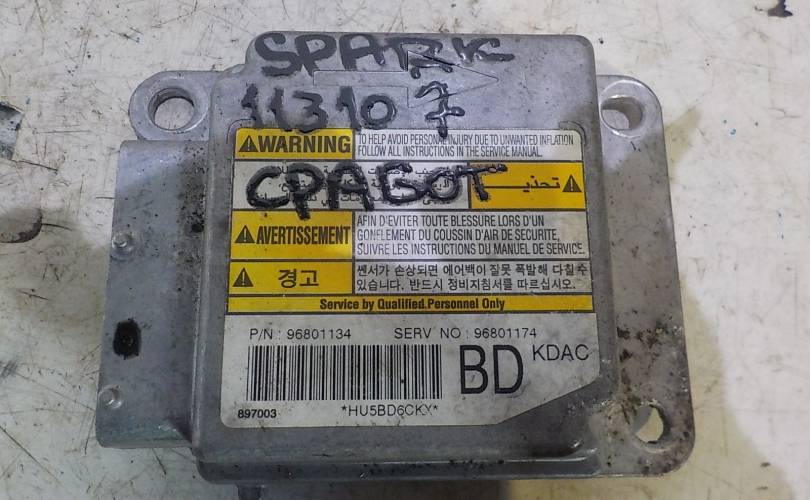 SPARK
113107
WARNING
TO HELP AVOID PERSONAL INJURY DUE TO UNWANTED INFLATION
FOLLOW ALL INSTRUCTIONS IN THE SERVICE MANUAL.
تحذير
СРАБОТ
AVERTISSEMENT
AFIN D'EVITER TOUTE BLESSURE LORS D'UN
GONFLEMENT DU COUSSIN D'AIR DE SECURITE,
SUIVRE LES INSTRUCTIONS DU MANUEL DE SERVICE.
경고
쎈서가 손상되면 에어백이 잘못 폭발해 다칠수
있습니다. 반드시 정비지침서를 따르십시오.
Service by Qualified Personnel Only
P/N : 96801134 SERV NO : 96801174
BD KDAC
897003 *HU5BD6CKY*